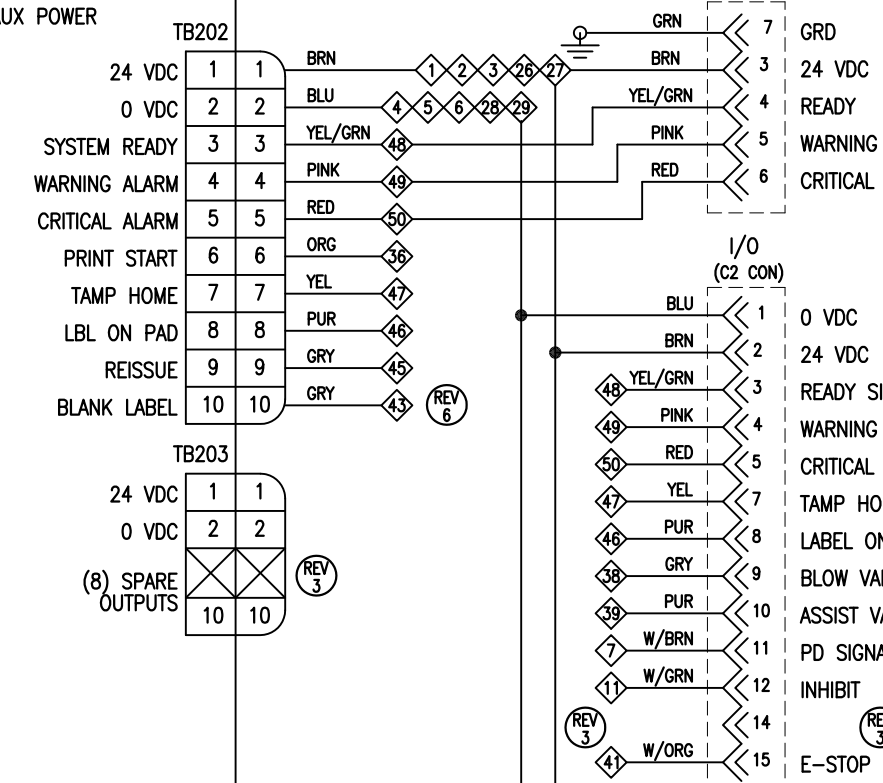 AUX POWER
TB202
24 VDC 1 1 BRN 1 2 3 26 27
0 VDC 2 2 BLU 4 5 6 28 29
SYSTEM READY 3 3 YEL/GRN 48
WARNING ALARM 4 4 PINK 49
CRITICAL ALARM 5 5 RED 50
PRINT START 6 6 ORG 36
TAMP HOME 7 7 YEL 47
LBL ON PAD 8 8 PUR 46
REISSUE 9 9 GRY 45
BLANK LABEL 10 10 GRY 43
REV 6
TB203
24 VDC 1 1
0 VDC 2 2
(8) SPARE
OUTPUTS
10 10
REV 3
GRN 7 GRD
BRN 3 24 VDC
YEL/GRN 4 READY
PINK 5 WARNING
RED 6 CRITICAL
I/O
(C2 CON)
BLU 1 0 VDC
BRN 2 24 VDC
48 YEL/GRN 3 READY SI
49 PINK 4 WARNING
50 RED 5 CRITICAL
47 YEL 7 TAMP HO
46 PUR 8 LABEL ON
38 GRY 9 BLOW VA
39 PUR 10 ASSIST VA
7 W/BRN 11 PD SIGNA
11 W/GRN 12 INHIBIT
REV 3
14
RE 3
41 W/ORG 15 E-STOP